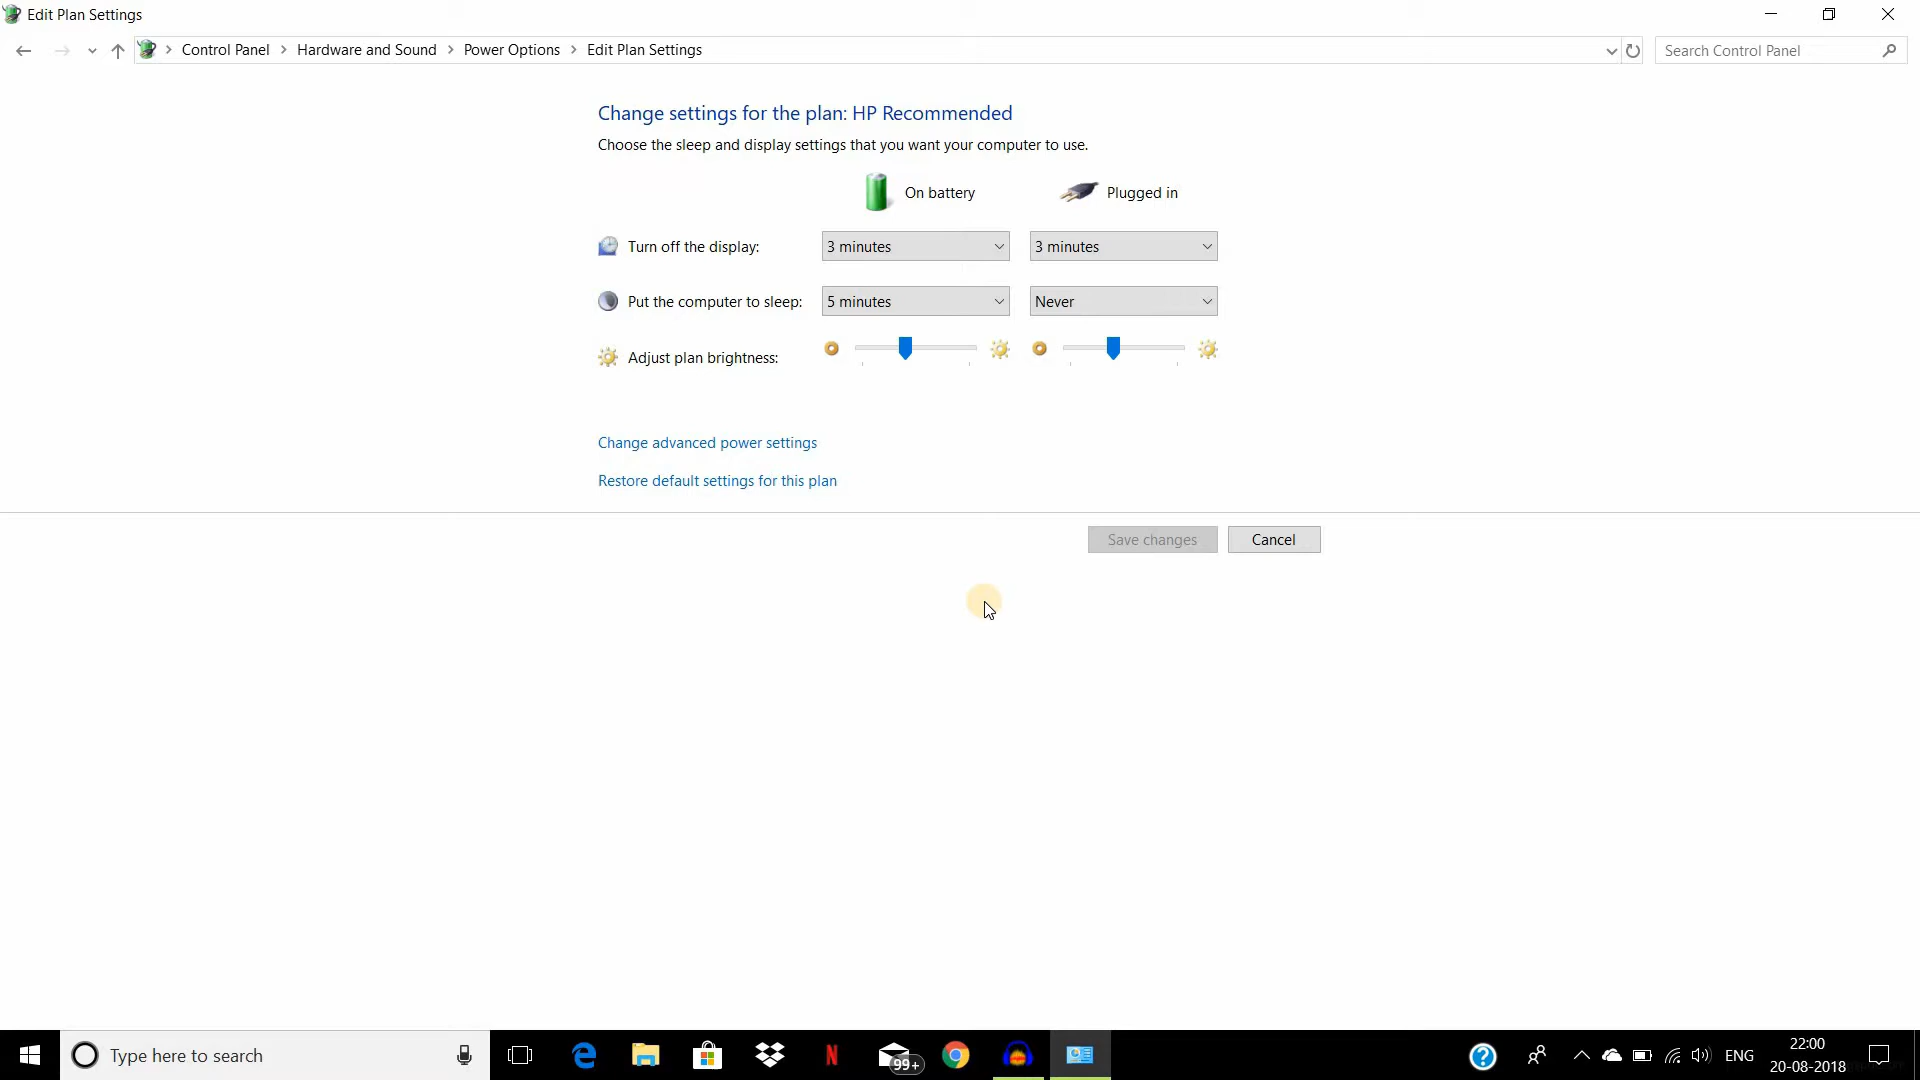 Edit Plan Settings
Control Panel > Hardware and Sound > Power Options > Edit Plan Settings
Search Control Panel
Change settings for the plan: HP Recommended
Choose the sleep and display settings that you want your computer to use.
On battery
Plugged in
Turn off the display:
3 minutes
3 minutes
Put the computer to sleep:
5 minutes
Never
Adjust plan brightness:
Change advanced power settings
Restore default settings for this plan
Save changes
Cancel
Type here to search
99+
ENG
22:00
20-08-2018